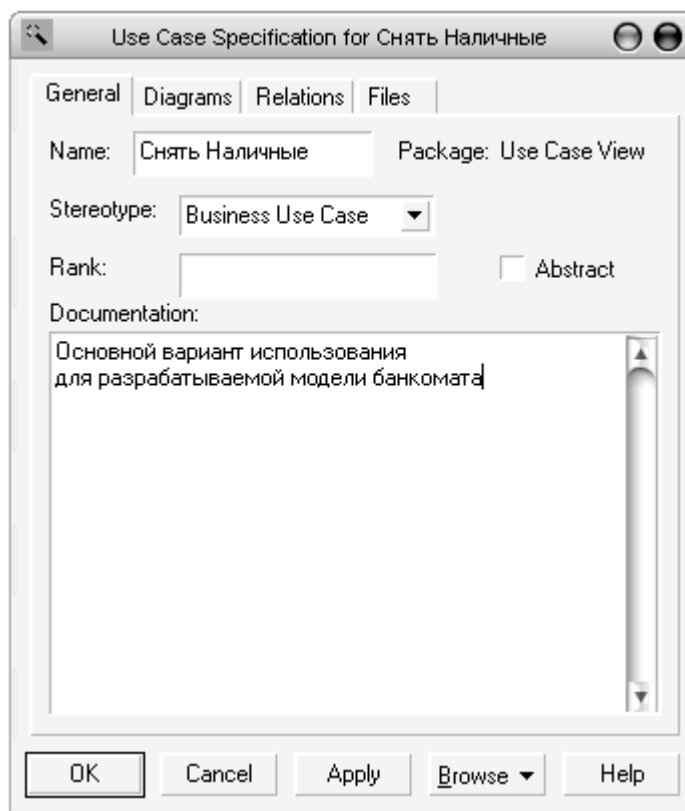 Use Case Specification for Снять Наличные
General Diagrams Relations Files
Name: Снять Наличные Package: Use Case View
Stereotype: Business Use Case
Rank: Abstract
Documentation:
Основной вариант использования
для разрабатываемой модели банкомата
OK Cancel Apply Browse Help